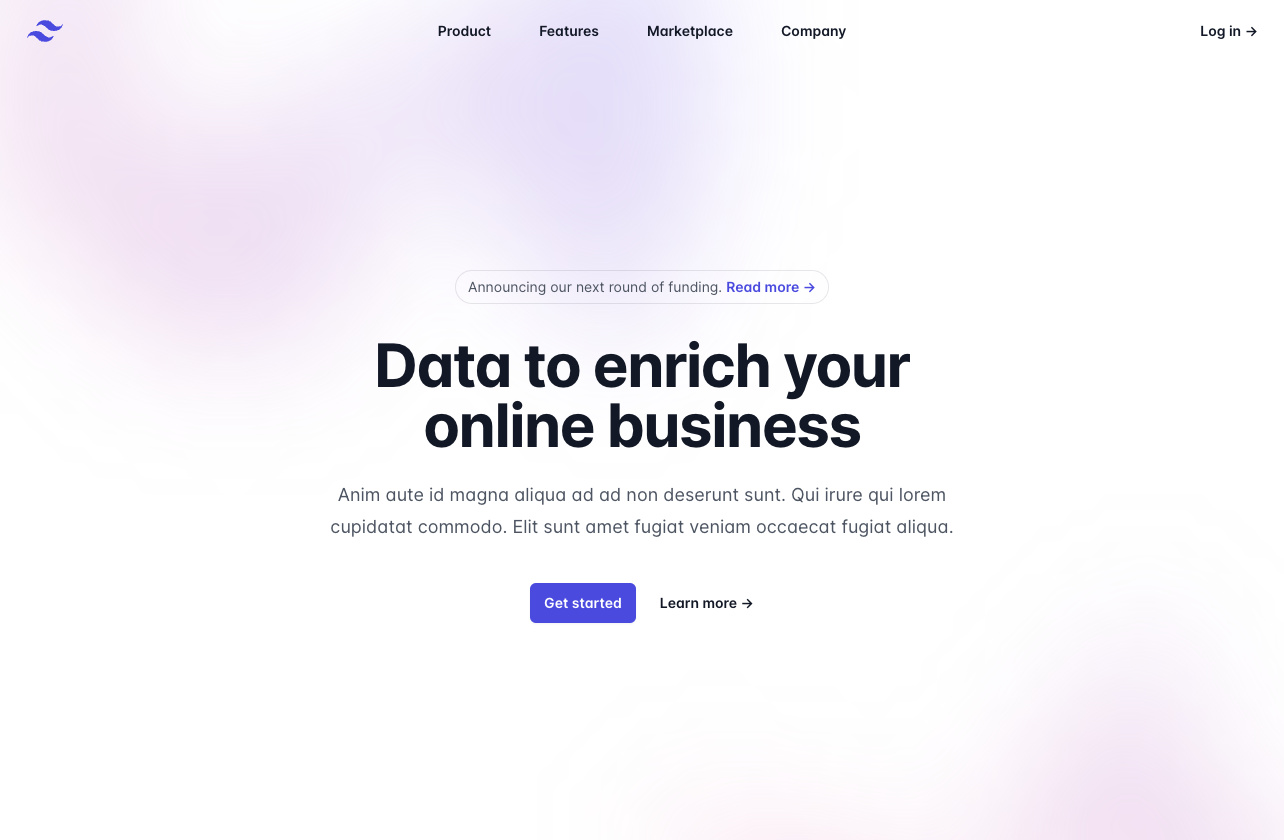 Product Features Marketplace Company Log in →
Announcing our next round of funding. Read more →
Data to enrich your
online business
Anim aute id magna aliqua ad ad non deserunt sunt. Qui irure qui lorem
cupidatat commodo. Elit sunt amet fugiat veniam occaecat fugiat aliqua.
Get started Learn more →